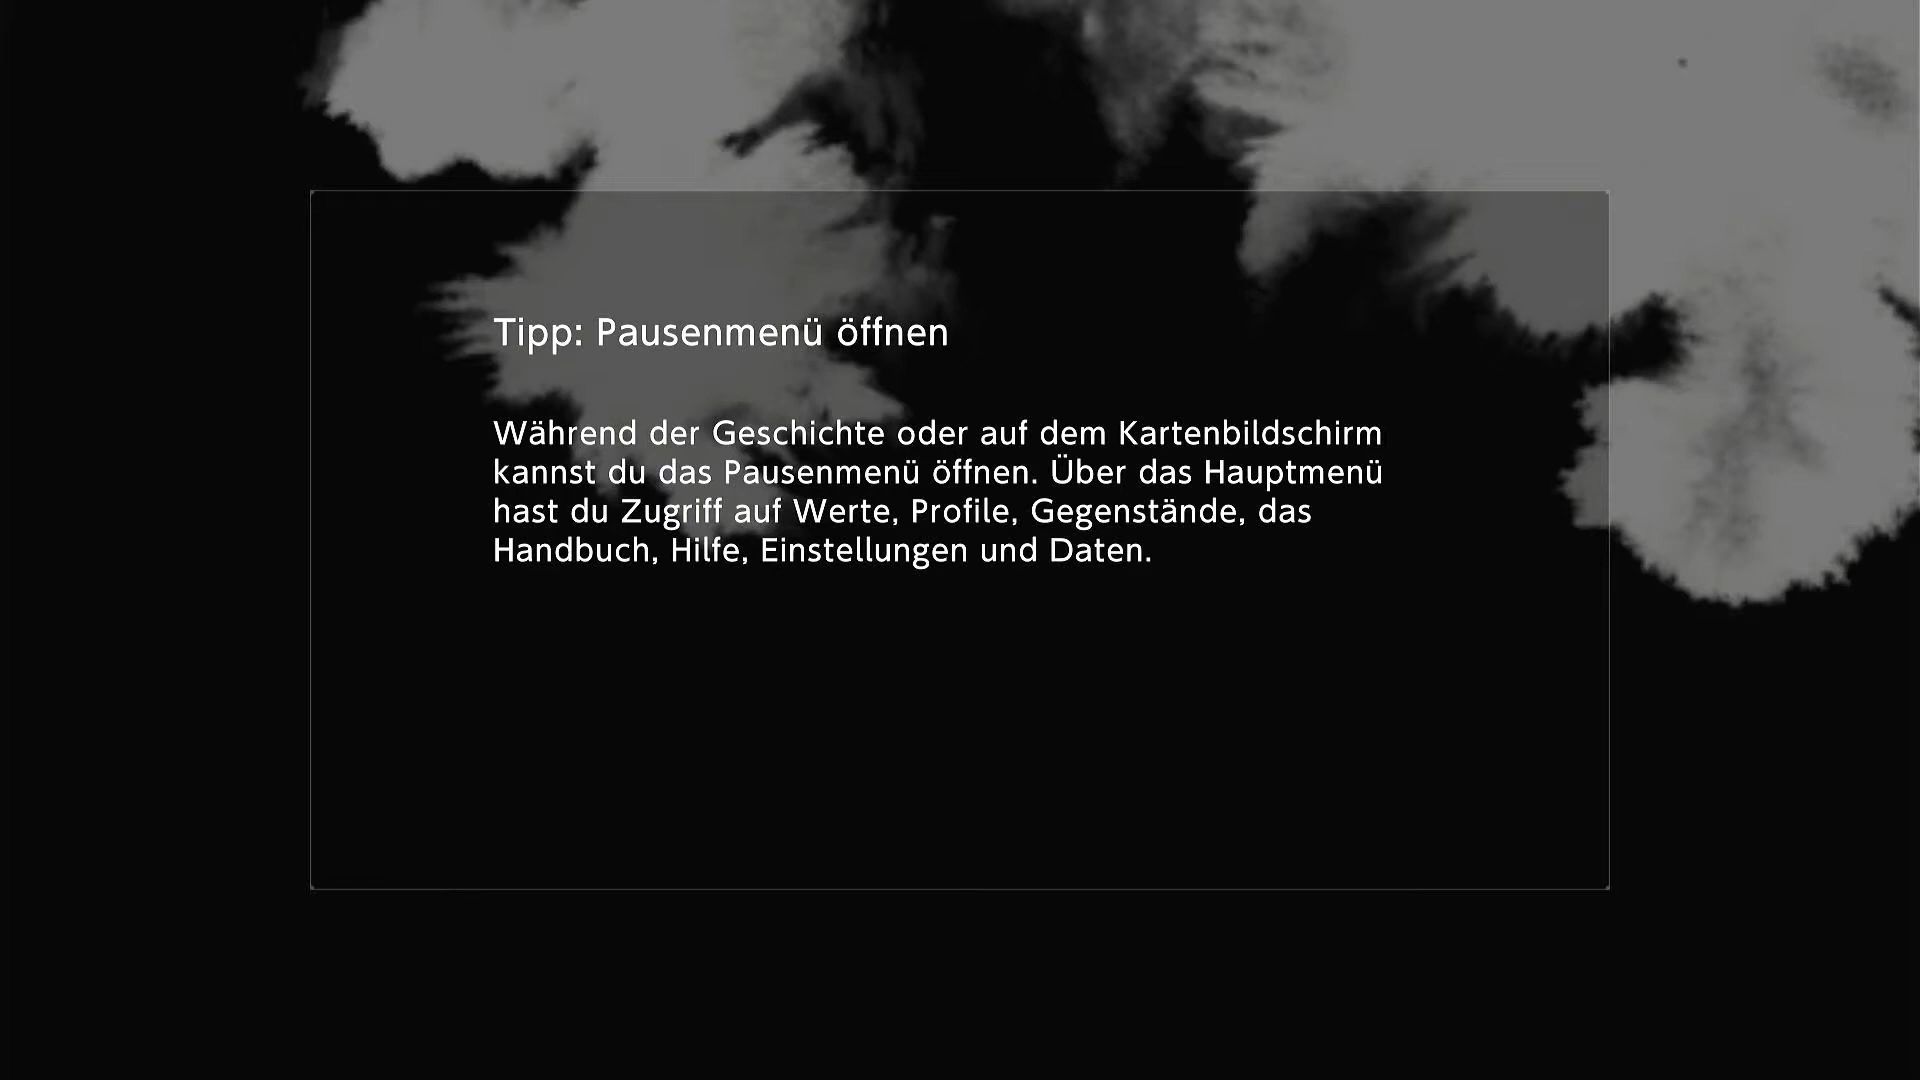 Tipp: Pausenmenü öffnen
Während der Geschichte oder auf dem Kartenbildschirm
kannst du das Pausenmenü öffnen. Über das Hauptmenü
hast du Zugriff auf Werte, Profile, Gegenstände, das
Handbuch, Hilfe, Einstellungen und Daten.